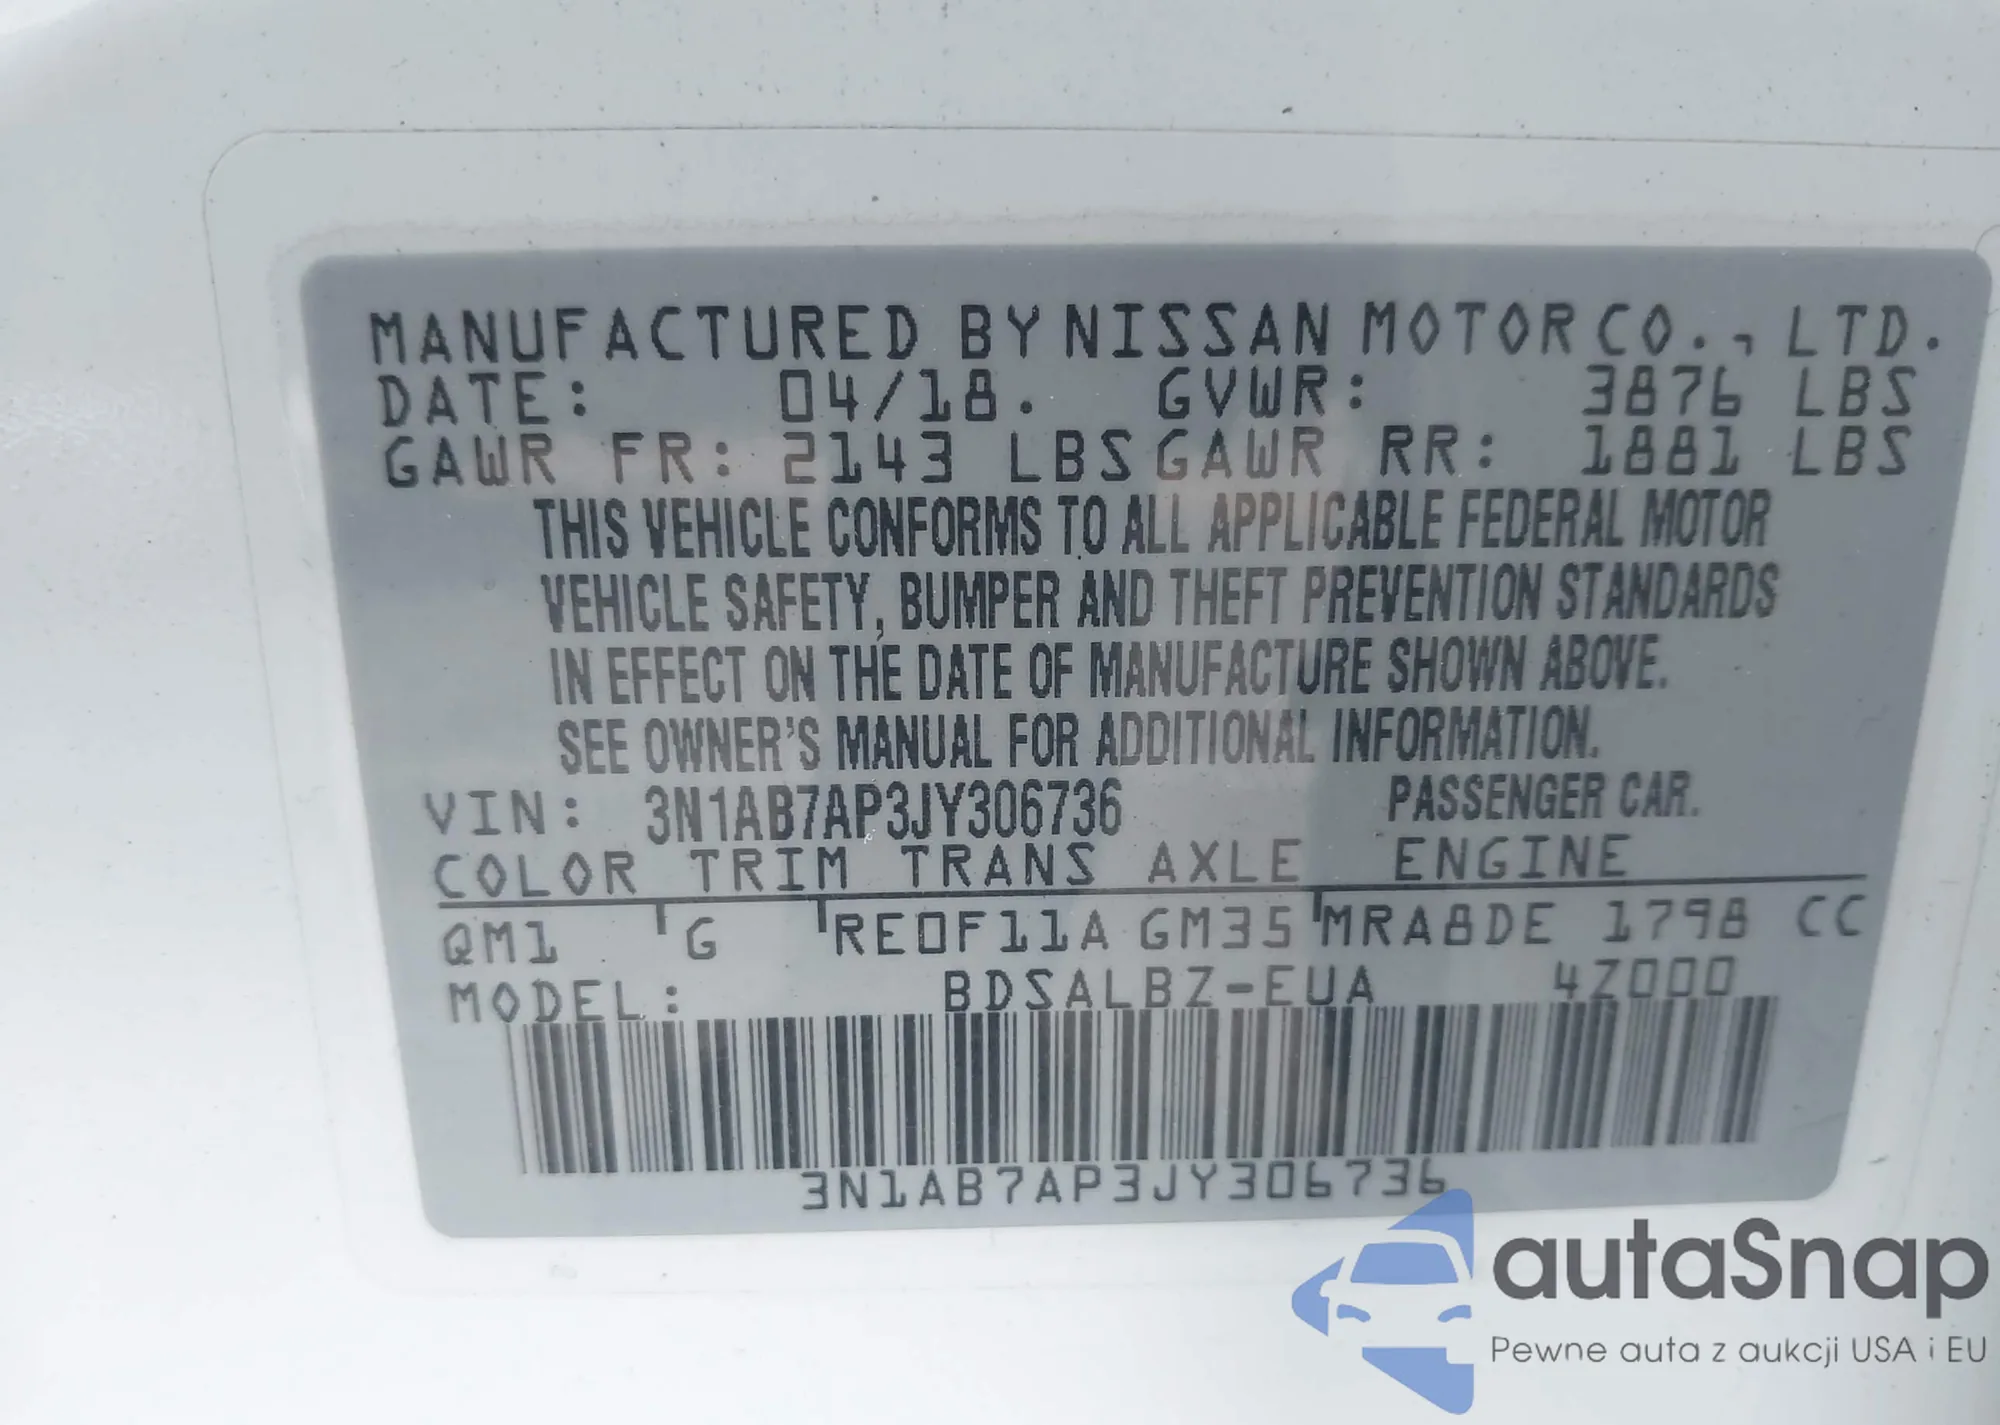 MANUFACTURED BY NISSAN MOTOR CO., LTD.
DATE: 04/18. GVWR: 3876 LBS
GAWR FR: 2143 LBS GAWR RR: 1881 LBS
THIS VEHICLE CONFORMS TO ALL APPLICABLE FEDERAL MOTOR
VEHICLE SAFETY, BUMPER AND THEFT PREVENTION STANDARDS
IN EFFECT ON THE DATE OF MANUFACTURE SHOWN ABOVE.
SEE OWNER'S MANUAL FOR ADDITIONAL INFORMATION.
VIN: 3N1AB7AP3JY306736 PASSENGER CAR.
COLOR TRIM TRANS AXLE ENGINE
QM1 G RE0F11A GM35 MRA8DE 1798 CC
MODEL: BDSALBZ-EUA 4Z000
3N1AB7AP3JY306736
autaSnap
Pewne auta z aukcji USA i EU